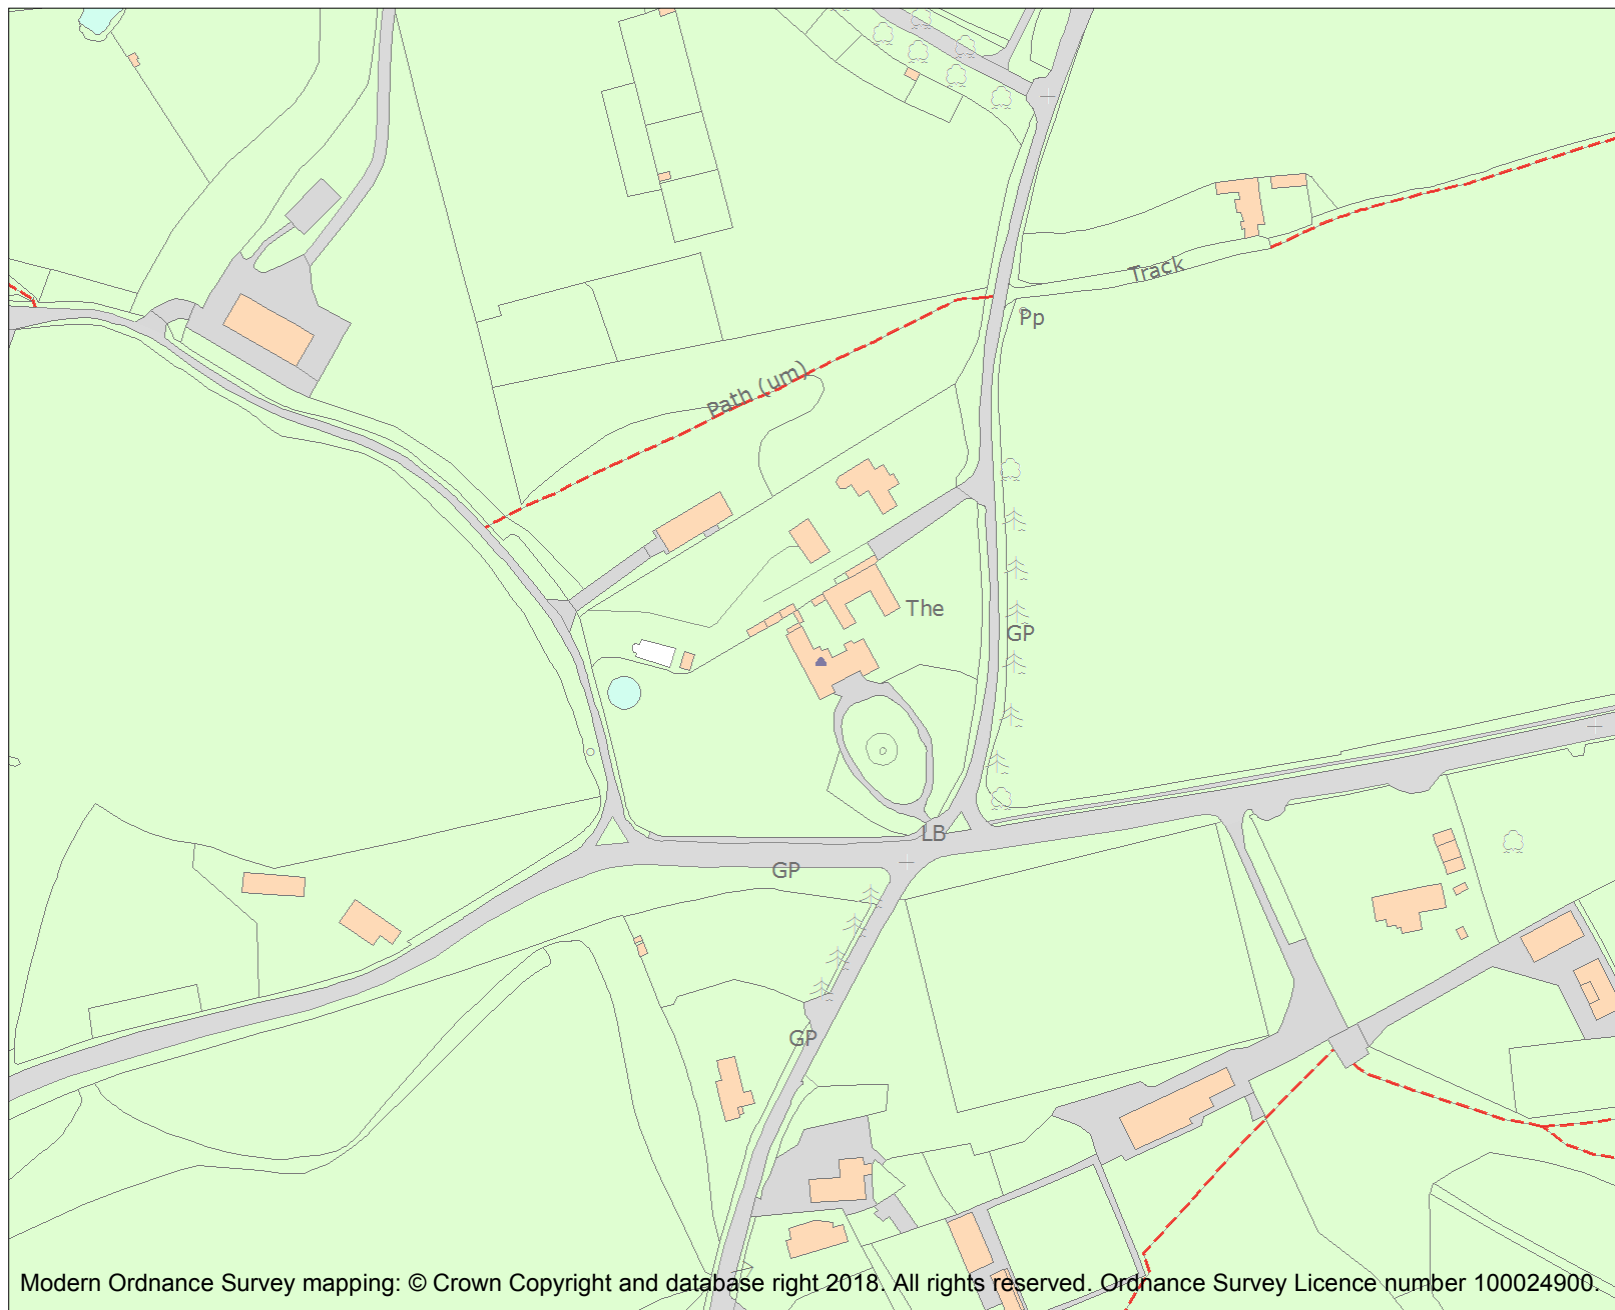 Track
Pp
Path (um)
The
GP
LB
GP
GP
Modern Ordnance Survey mapping: © Crown Copyright and database right 2018. All rights reserved. Ordnance Survey Licence number 100024900.